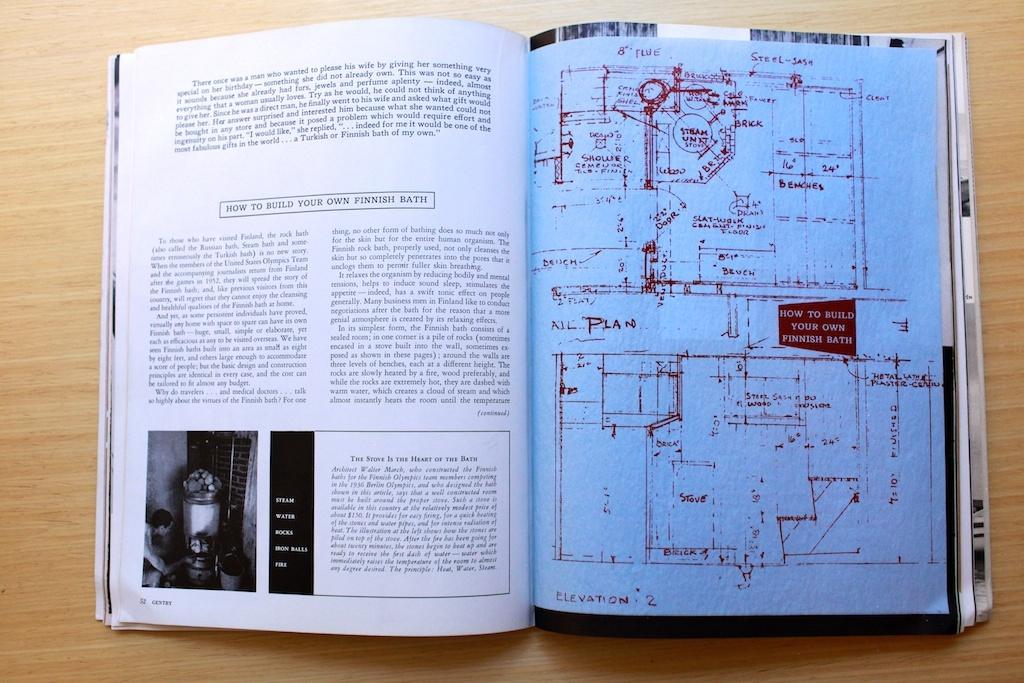 There once was a man who wanted to please his wife by giving her something very
special on her birthday — something she did not already own. This was not so easy as
it sounds because she already had furs, jewels and perfume aplenty — indeed, almost
everything that a woman usually loves. Try as he would, he could not think of anything
to give her. Since he was a direct man, he finally went to his wife and asked what gift would
please her. Her answer surprised and interested him because what she wanted could not
be bought in any store and because it posed a problem which would require effort and
ingenuity on his part. "I would like," she replied, ". . . indeed for me it would be one of the
most fabulous gifts in the world . . . a Turkish or Finnish bath of my own."
HOW TO BUILD YOUR OWN FINNISH BATH
To those who have visited Finland, the rock bath
(also called the Russian bath, Steam bath and some-
times erroneously the Turkish bath) is no new story.
When the members of the United States Olympics Team
and the accompanying journalists return from Finland
after the games in 1952, they will spread the story of
the Finnish bath; and, like previous visitors from this
country, will regret that they cannot enjoy the cleansing
and healthful qualities of the Finnish bath at home.
And yet, as some persistent individuals have proved,
virtually any home with space to spare can have its own
Finnish bath — huge, small, simple or elaborate, yet
each as efficacious as any to be visited overseas. We have
seen Finnish baths built into an area as small as eight
by eight feet, and others large enough to accommodate
a score of people; but the basic design and construction
principles are identical in every case, and the cost can
be tailored to fit almost any budget.
Why do travelers . . . and medical doctors . . . talk
so highly about the virtues of the Finnish bath? For one
thing, no other form of bathing does so much not only
for the skin but for the entire human organism. The
Finnish rock bath, properly used, not only cleanses the
skin but so completely penetrates into the pores that it
unclogs them to permit fuller skin breathing.
It relaxes the organism by reducing bodily and mental
tensions, helps to induce sound sleep, stimulates the
appetite — indeed, has a swift tonic effect on people
generally. Many business men in Finland like to conduct
negotiations after the bath for the reason that a more
genial atmosphere is created by its relaxing effects.
In its simplest form, the Finnish bath consists of a
sealed room; in one corner is a pile of rocks (sometimes
encased in a stove built into the wall, sometimes ex-
posed as shown in these pages) ; around the walls are
three levels of benches, each at a different height. The
rocks are slowly heated by a fire, wood preferably, and
while the rocks are extremely hot, they are dashed with
warm water, which creates a cloud of steam and which
almost instantly heats the room until the temperature
(continued)
STEAM
WATER
ROCKS
IRON BALLS
FIRE
THE STOVE IS THE HEART OF THE BATH
Architect Walter March, who constructed the Finnish
baths for the Finnish Olympics team members competing
in the 1936 Berlin Olympics, and who designed the bath
shown in this article, says that a well constructed room
must be built around the proper stove. Such a stove is
available in this country at the relatively modest price of
about $150. It provides for easy firing, for a quick heating
of the stones and water pipes, and for intense radiation of
heat. The illustration at the left shows how the stones are
piled on top of the stove. After the fire has been going for
about twenty minutes, the stones begin to heat up and are
ready to receive the first dash of water — water which
immediately raises the temperature of the room to almost
any degree desired. The principle: Heat, Water, Steam.
52 GENTRY
8" FLUE
STEEL-SASH
BRICK
STEAM
UNIT
STONE
BRICK
DRAIN
SHOWER
16" 24"
BENCHES
4"
DRAIN
DOOR
SLAT-WORK
CEMENT-FINISH
FLOOR
BENCH
BENCH
PLAN
HOW TO BUILD
YOUR OWN
FINNISH BATH
METAL LATH &
STEEL SASH
16" 24"
BRICK
FINISHED
STOVE
BRICK
ELEVATION: 2